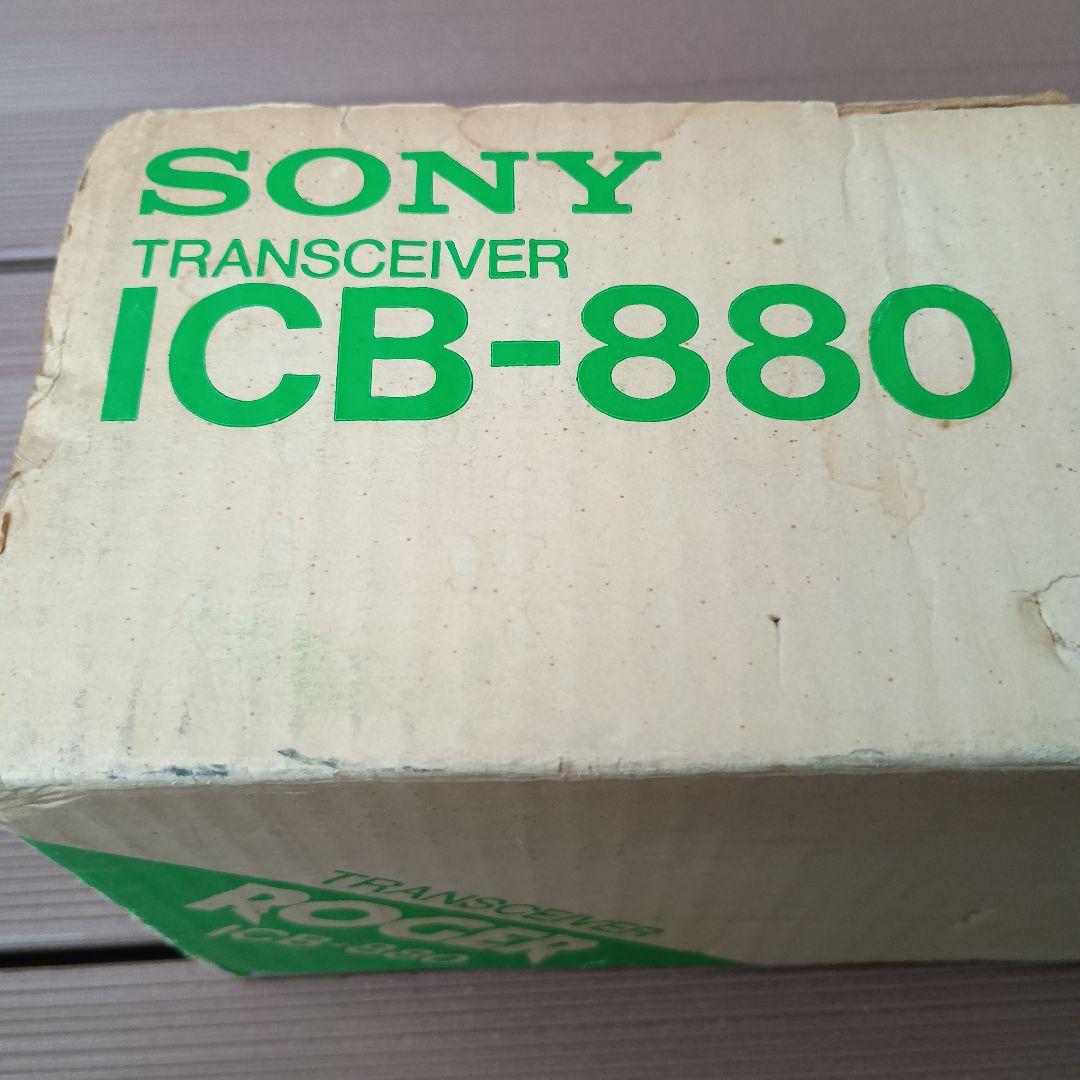 SONY
TRANSCEIVER
ICB-880
TRANSCEIVER
ROGER
ICB-880